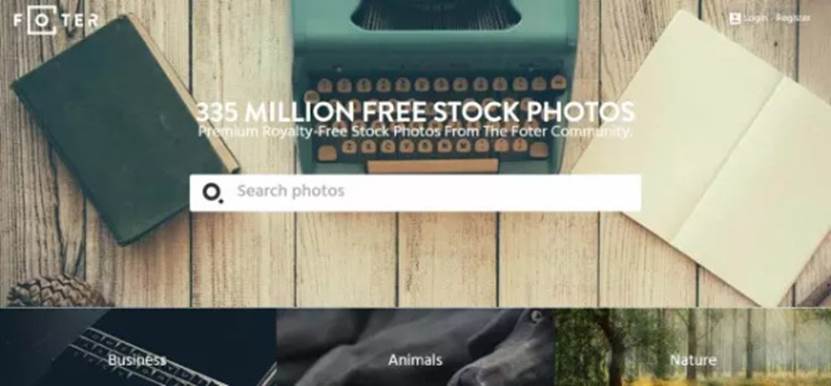 FOTER
Login · Register
335 MILLION FREE STOCK PHOTOS
Premium Royalty-Free Stock Photos From The Foter Community.
Search photos
Business
Animals
Nature